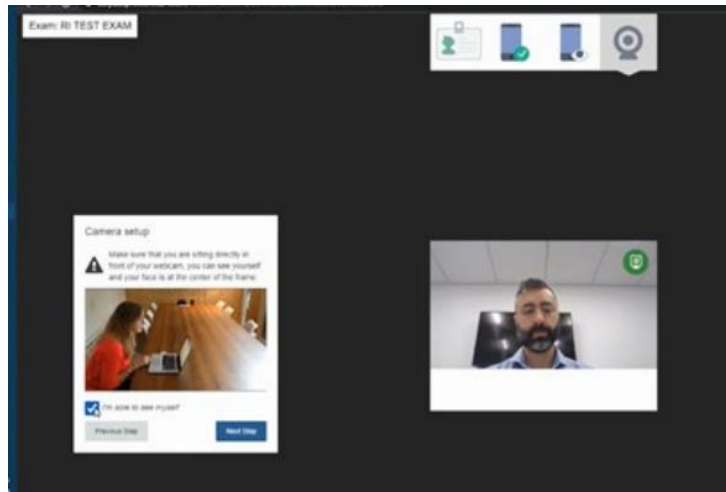 Exam: RI TEST EXAM
Camera setup
Make sure that you are sitting directly in
front of your webcam, you can see yourself
and your face is at the center of the frame.
I'm able to see myself
Previous Step
Next Step